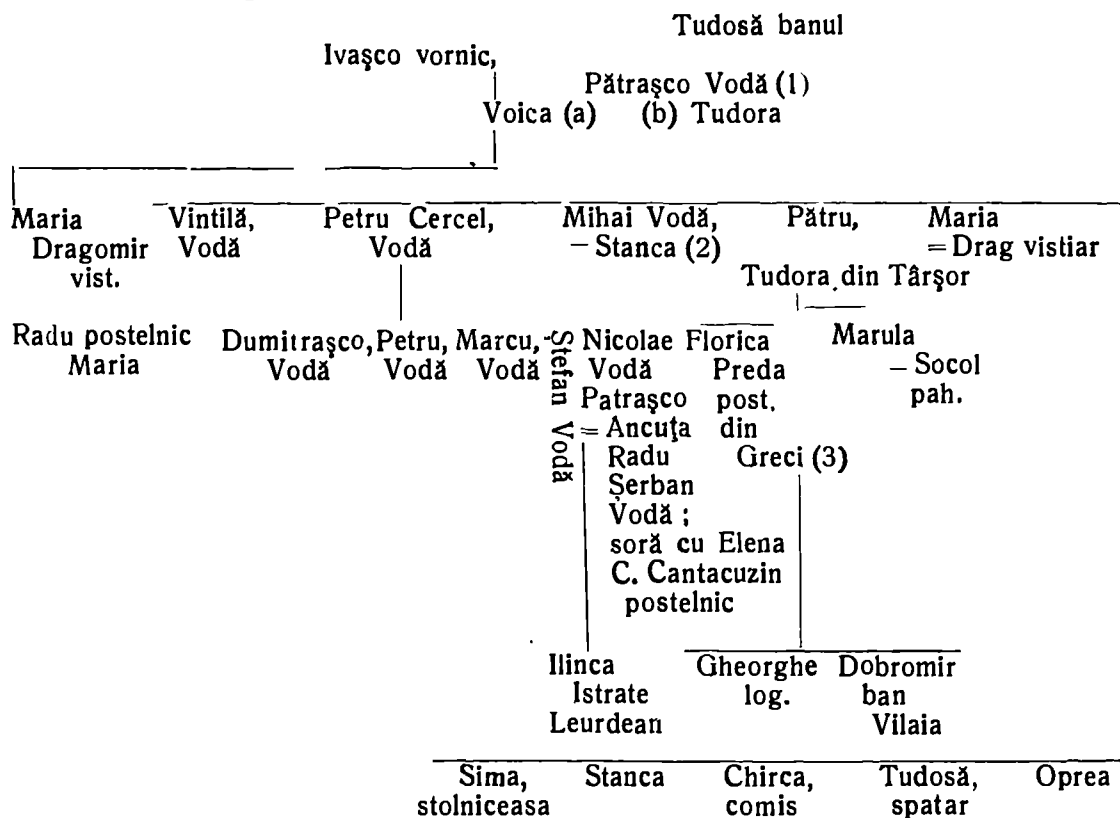 Tudosă banul
Ivaşco vornic,
Pătraşco Vodă (1)
Voica (a) (b) Tudora
Maria Vintilă, Petru Cercel, Mihai Vodă, Pătru, Maria
Dragomir Vodă Vodă – Stanca (2) = Drag vistiar
vist. Tudora din Târşor
Radu postelnic Dumitraşco, Petru, Marcu, Nicolae Florica Marula
Maria Vodă Vodă Vodă Vodă Preda – Socol
Ştefan Vodă
Patraşco post. pah.
= Ancuţa din
Radu Greci (3)
Şerban
Vodă ;
soră cu Elena
C. Cantacuzin
postelnic
Ilinca Gheorghe Dobromir
Istrate log. ban
Leurdean Vilaia
Sima, Stanca Chirca, Tudosă, Oprea
stolniceasa comis spatar